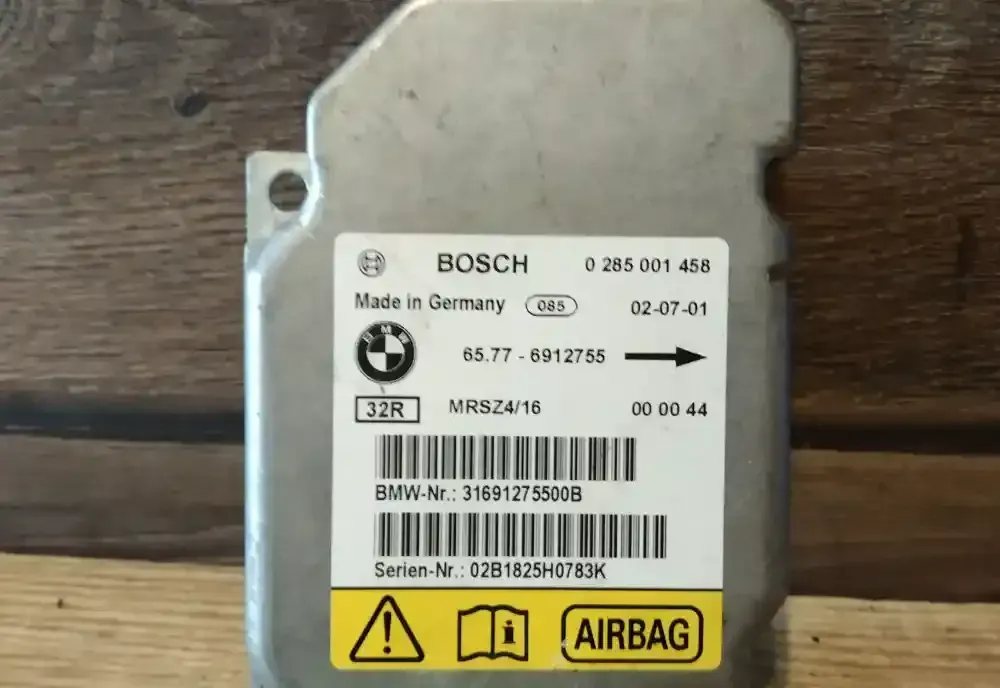 BOSCH 0 285 001 458
Made in Germany 085 02-07-01
BMW
65.77 - 6912755
32R MRSZ4/16 00 00 44
BMW-Nr.: 31691275500B
Serien-Nr.: 02B1825H0783K
i AIRBAG